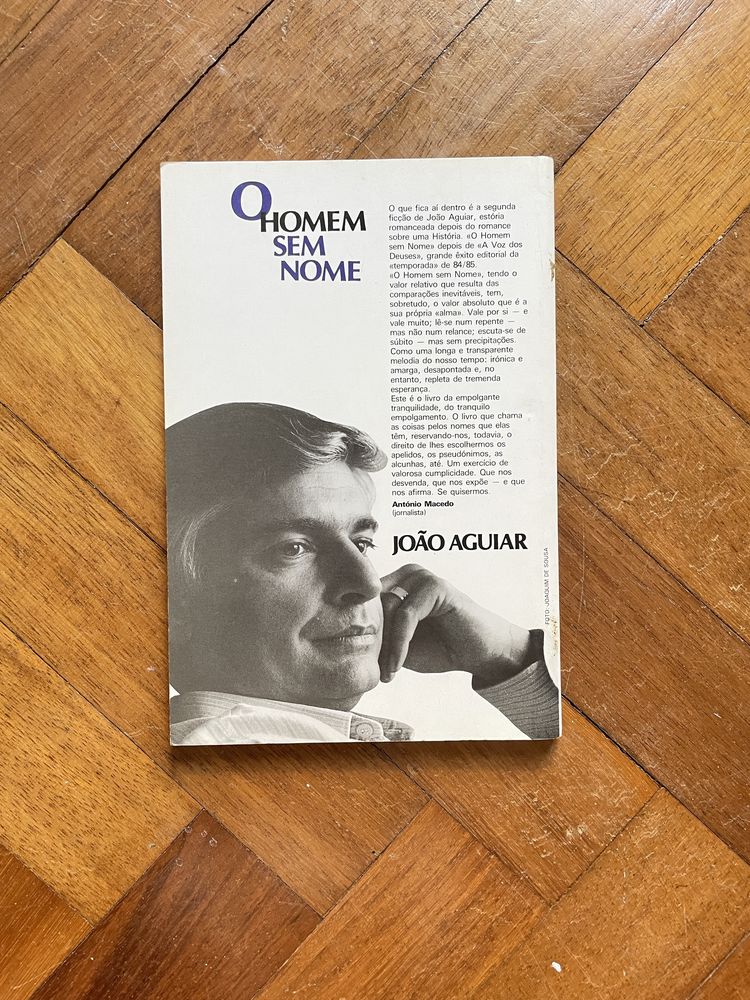 O HOMEM
SEM
NOME
O que fica aí dentro é a segunda
ficção de João Aguiar, estória
romanceada depois do romance
sobre uma História. «O Homem
sem Nome» depois de «A Voz dos
Deuses», grande êxito editorial da
«temporada» de 84/85.
«O Homem sem Nome», tendo o
valor relativo que resulta das
comparações inevitáveis, tem,
sobretudo, o valor absoluto que é a
sua própria «alma». Vale por si — e
vale muito; lê-se num repente —
mas não num relance; escuta-se de
súbito — mas sem precipitações.
Como uma longa e transparente
melodia do nosso tempo: irónica e
amarga, desapontada e, no
entanto, repleta de tremenda
esperança.
Este é o livro da empolgante
tranquilidade, do tranquilo
empolgamento. O livro que chama
as coisas pelos nomes que elas
têm, reservando-nos, todavia, o
direito de lhes escolhermos os
apelidos, os pseudónimos, as
alcunhas, até. Um exercício de
valorosa cumplicidade. Que nos
desvenda, que nos expõe — e que
nos afirma. Se quisermos.
António Macedo
(jornalista)
JOÃO AGUIAR
FOTO: JOAQUIM DE SOUSA